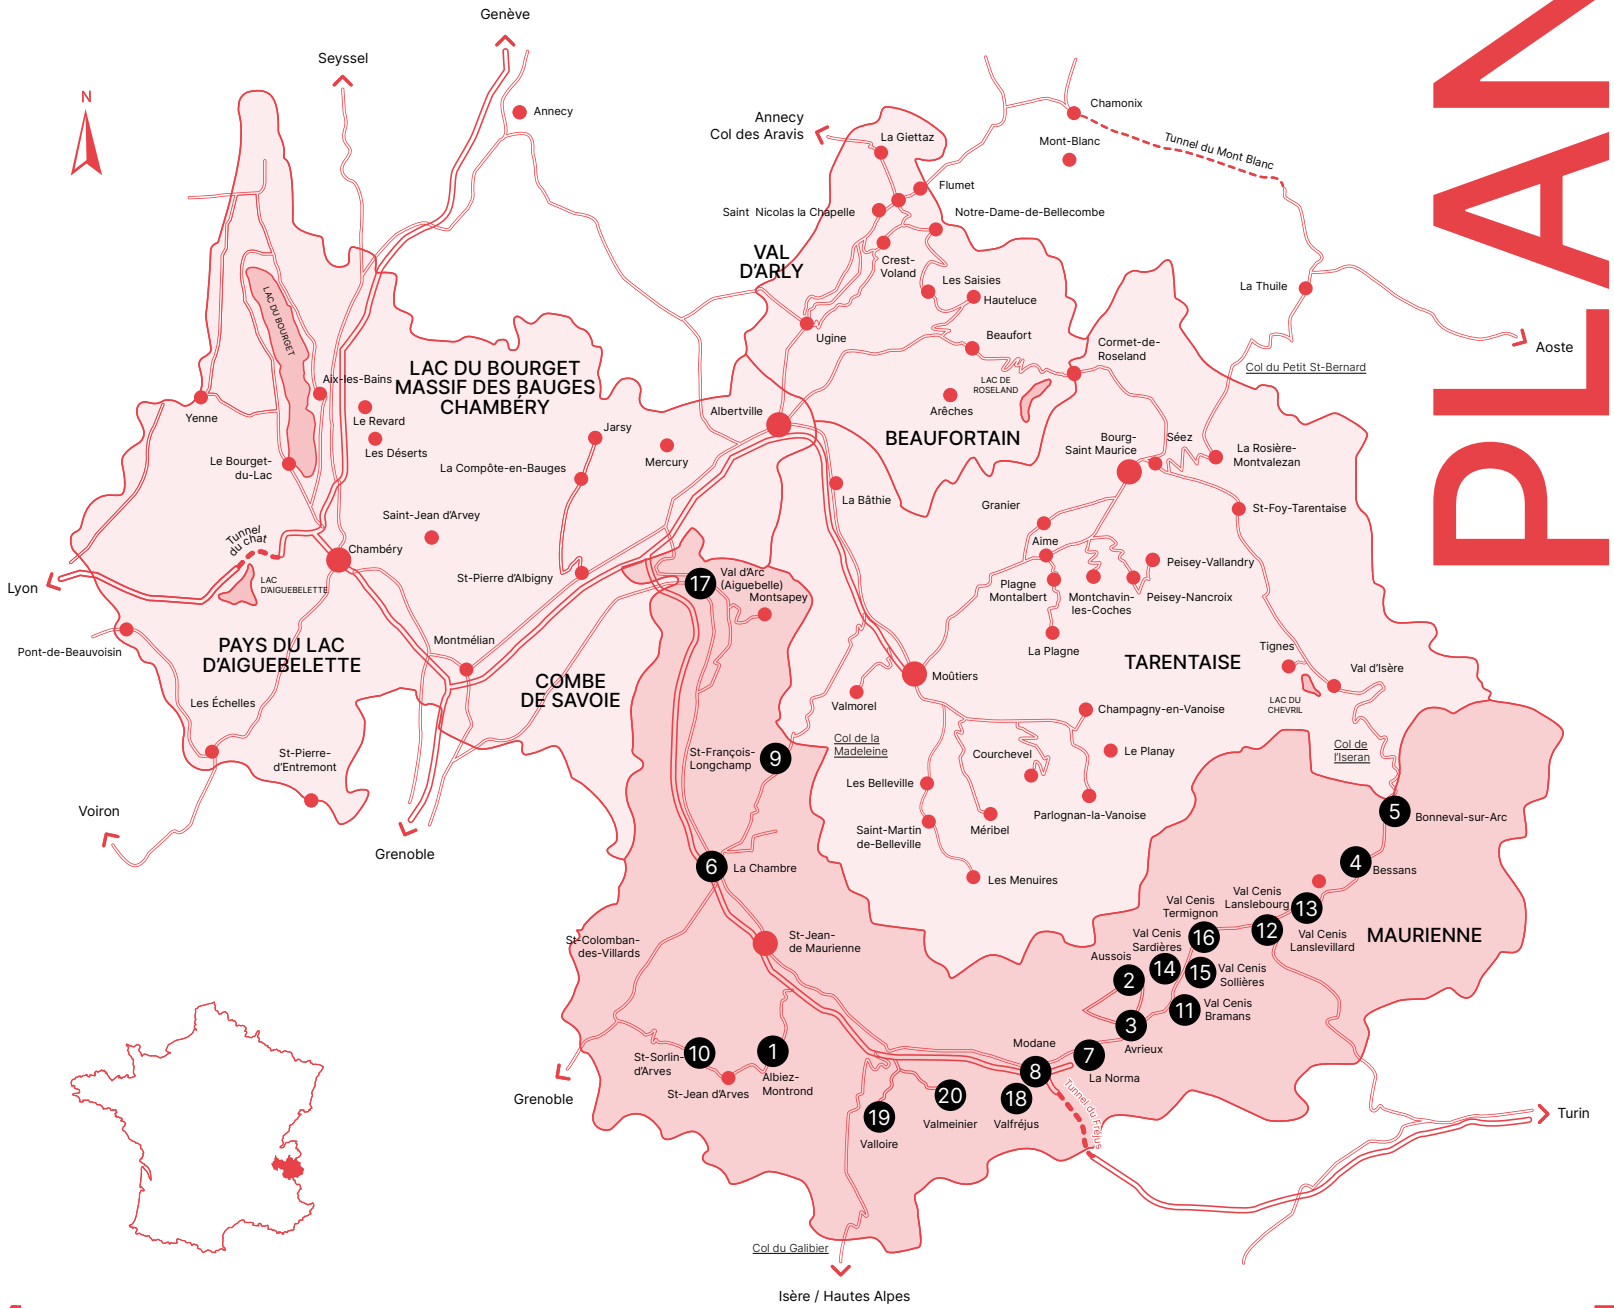 PLAN
Genève
Seyssel
N
Annecy
Annecy
Col des Aravis
La Giettaz
Chamonix
Mont-Blanc
Tunnel du Mont Blanc
Flumet
Saint Nicolas la Chapelle
Notre-Dame-de-Bellecombe
VAL
D'ARLY
Crest-
Voland
Les Saisies
Hauteluce
La Thuile
Ugine
Beaufort
Cormet-de-
Roseland
Aoste
Col du Petit St-Bernard
LAC DU BOURGET
LAC DU BOURGET
MASSIF DES BAUGES
CHAMBÉRY
Aix-les-Bains
Yenne
Le Revard
Les Déserts
Albertville
LAC DE
ROSELAND
Arêches
BEAUFORTAIN
Jarsy
Mercury
La Compôte-en-Bauges
Le Bourget-
du-Lac
Bourg-
Saint Maurice
Séez
La Rosière-
Montvalezan
La Bâthie
Granier
St-Foy-Tarentaise
Saint-Jean d'Arvey
Tunnel
du chat
Chambéry
Aime
Peisey-Vallandry
Lyon
LAC
D'AIGUEBELETTE
St-Pierre d'Albigny
17
Val d'Arc
(Aiguebelle)
Montsapey
Plagne
Montalbert
Montchavin-
les-Coches
Peisey-Nancroix
La Plagne
Pont-de-Beauvoisin
PAYS DU LAC
D'AIGUEBELETTE
Montmélian
COMBE
DE SAVOIE
Moûtiers
TARENTAISE
Tignes
Val d'Isère
LAC DU
CHEVRIL
Les Échelles
Valmorel
Champagny-en-Vanoise
St-Pierre-
d'Entremont
St-François-
Longchamp
9
Col de la
Madeleine
Courchevel
Le Planay
Col de
l'Iseran
Les Belleville
Voiron
Grenoble
Saint-Martin
de-Belleville
Méribel
Parlognan-la-Vanoise
5
Bonneval-sur-Arc
6
La Chambre
Les Menuires
4
Bessans
Val Cenis
Lanslebourg
13
Val Cenis
Termignon
16
12
Val Cenis
Lanslevillard
MAURIENNE
St-Colomban-
des-Villards
St-Jean-
de Maurienne
Val Cenis
Sardières
14
Aussois
2
15
Val Cenis
Sollières
11
Val Cenis
Bramans
3
Avrieux
Modane
8
7
La Norma
St-Sorlin-
d'Arves
10
1
Albiez-
Montrond
St-Jean d'Arves
Grenoble
19
Valloire
20
Valmeinier
18
Valfréjus
Tunnel du Fréjus
Turin
Col du Galibier
Isère / Hautes Alpes